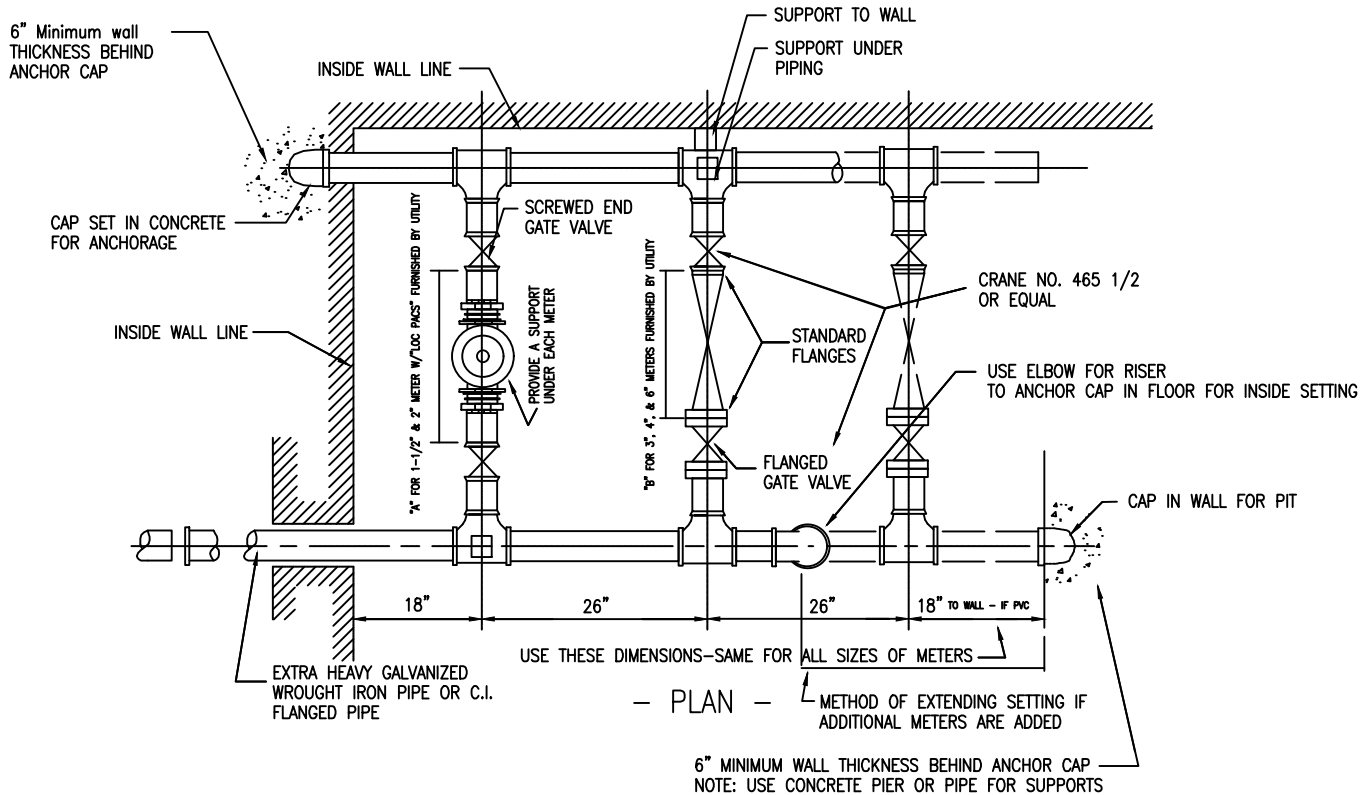 6" Minimum wall
THICKNESS BEHIND
ANCHOR CAP
INSIDE WALL LINE
SUPPORT TO WALL
SUPPORT UNDER
PIPING
CAP SET IN CONCRETE
FOR ANCHORAGE
SCREWED END
GATE VALVE
INSIDE WALL LINE
"A" FOR 1-1/2" & 2" METER W/"LOC PACS" FURNISHED BY UTILITY
PROVIDE A SUPPORT
UNDER EACH METER
"B" FOR 3", 4", & 6" METERS FURNISHED BY UTILITY
STANDARD
FLANGES
CRANE NO. 465 1/2
OR EQUAL
USE ELBOW FOR RISER
TO ANCHOR CAP IN FLOOR FOR INSIDE SETTING
FLANGED
GATE VALVE
CAP IN WALL FOR PIT
18"
26"
26"
18" TO WALL - IF PVC
USE THESE DIMENSIONS-SAME FOR ALL SIZES OF METERS
EXTRA HEAVY GALVANIZED
WROUGHT IRON PIPE OR C.I.
FLANGED PIPE
- PLAN -
METHOD OF EXTENDING SETTING IF
ADDITIONAL METERS ARE ADDED
6" MINIMUM WALL THICKNESS BEHIND ANCHOR CAP
NOTE: USE CONCRETE PIER OR PIPE FOR SUPPORTS